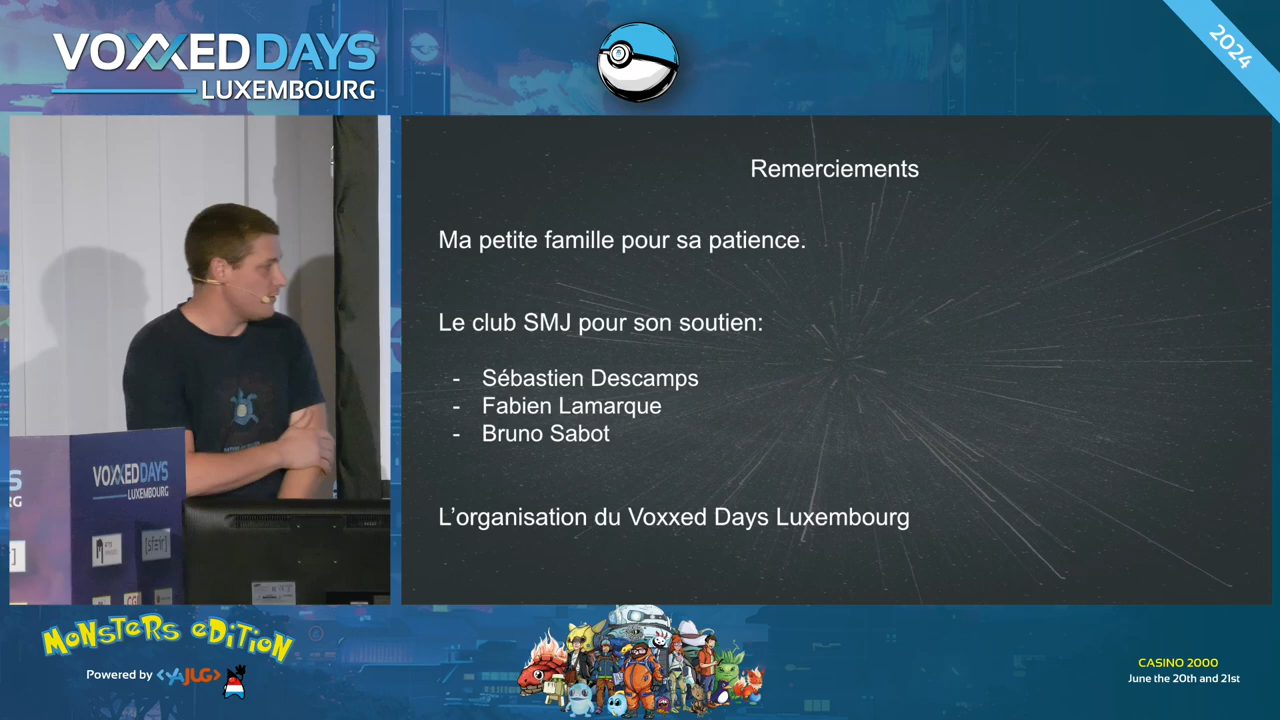 VOXXED DAYS
LUXEMBOURG
2024
Remerciements
Ma petite famille pour sa patience.
Le club SMJ pour son soutien:
- Sébastien Descamps
- Fabien Lamarque
- Bruno Sabot
L’organisation du Voxxed Days Luxembourg
VOXXED DAYS
LUXEMBOURG
MONSTERS EDITION
Powered by <YAJUG>
CASINO 2000
June the 20th and 21st